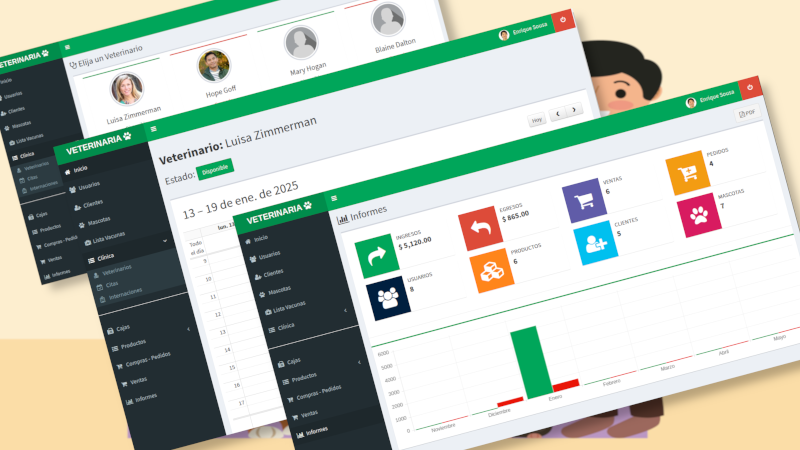 VETERINARIA
Inicio
Usuarios
Clientes
Mascotas
Lista Vacunas
Clínica
Veterinarios
Citas
Internaciones
Cajas
Productos
Compras - Pedid
Ventas
Informes
Elija un Veterinario
Luisa Zimmerman
Hope Goff
Mary Hogan
Blaine Dalton
Enrique Sousa
VETERINARIA
Inicio
Usuarios
Clientes
Mascotas
Lista Vacunas
Clínica
Veterinarios
Citas
Internaciones
Cajas
Productos
Compras - Pedidos
Ventas
Informes
Veterinario: Luisa Zimmerman
Estado: Disponible
Hoy
13 – 19 de ene. de 2025
lun. 13
Todo
el día
9
10
11
12
13
14
15
16
17
Enrique Sousa
VETERINARIA
Inicio
Usuarios
Clientes
Mascotas
Lista Vacunas
Clínica
Cajas
Productos
Compras - Pedidos
Ventas
Informes
Informes
PDF
INGRESOS
$ 5,120.00
EGRESOS
$ 865.00
VENTAS
6
PEDIDOS
4
USUARIOS
8
PRODUCTOS
6
CLIENTES
5
MASCOTAS
7
6000
5000
4000
3000
2000
1000
0
Noviembre
Diciembre
Enero
Febrero
Marzo
Abril
Mayo